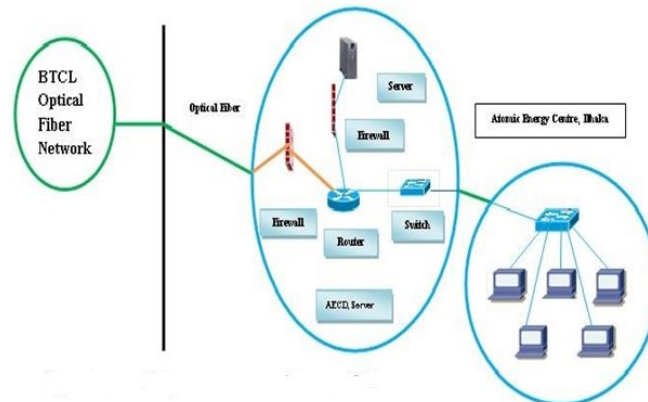 BTCL
Optical
Fiber
Network
Optical Fiber
Server
Firewall
Atomic Energy Centre, Dhaka
Firewall
Router
Switch
AECD, Server